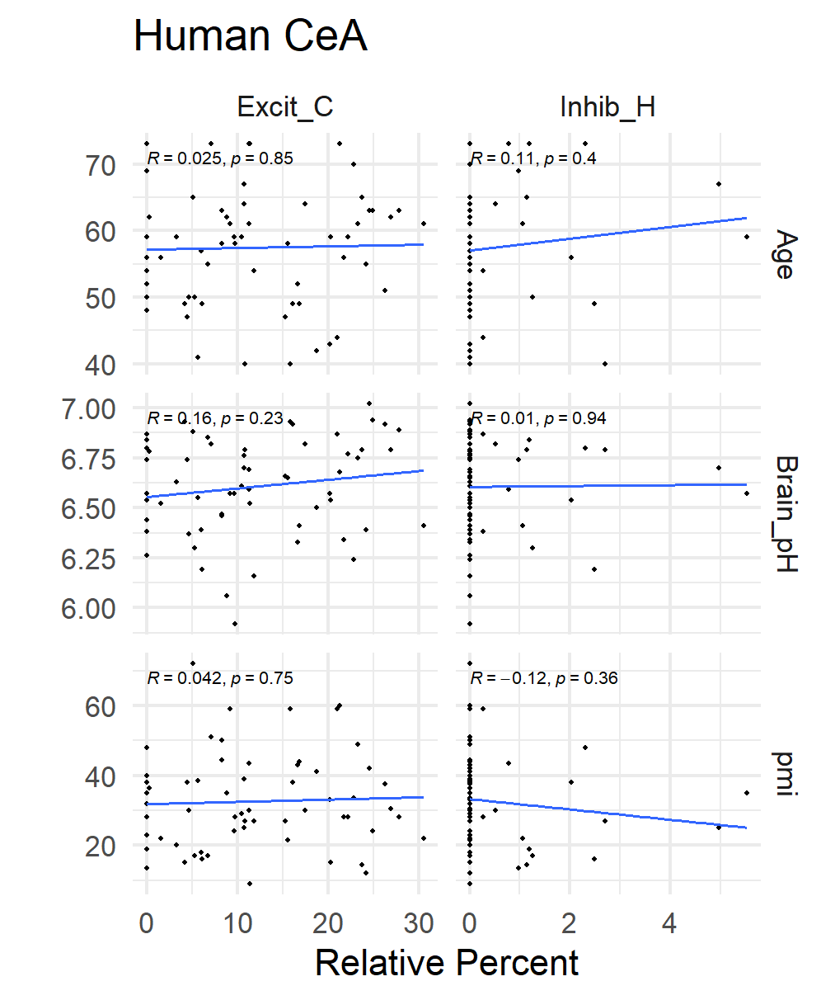 Human CeA
Excit_C Inhib_H
70
60
50
40
R = 0.025, p = 0.85
R = 0.11, p = 0.4
Age
7.00
6.75
6.50
6.25
6.00
R = 0.16, p = 0.23
R = 0.01, p = 0.94
Brain_pH
60
40
20
R = 0.042, p = 0.75
R = −0.12, p = 0.36
pmi
0 10 20 30 0 2 4
Relative Percent